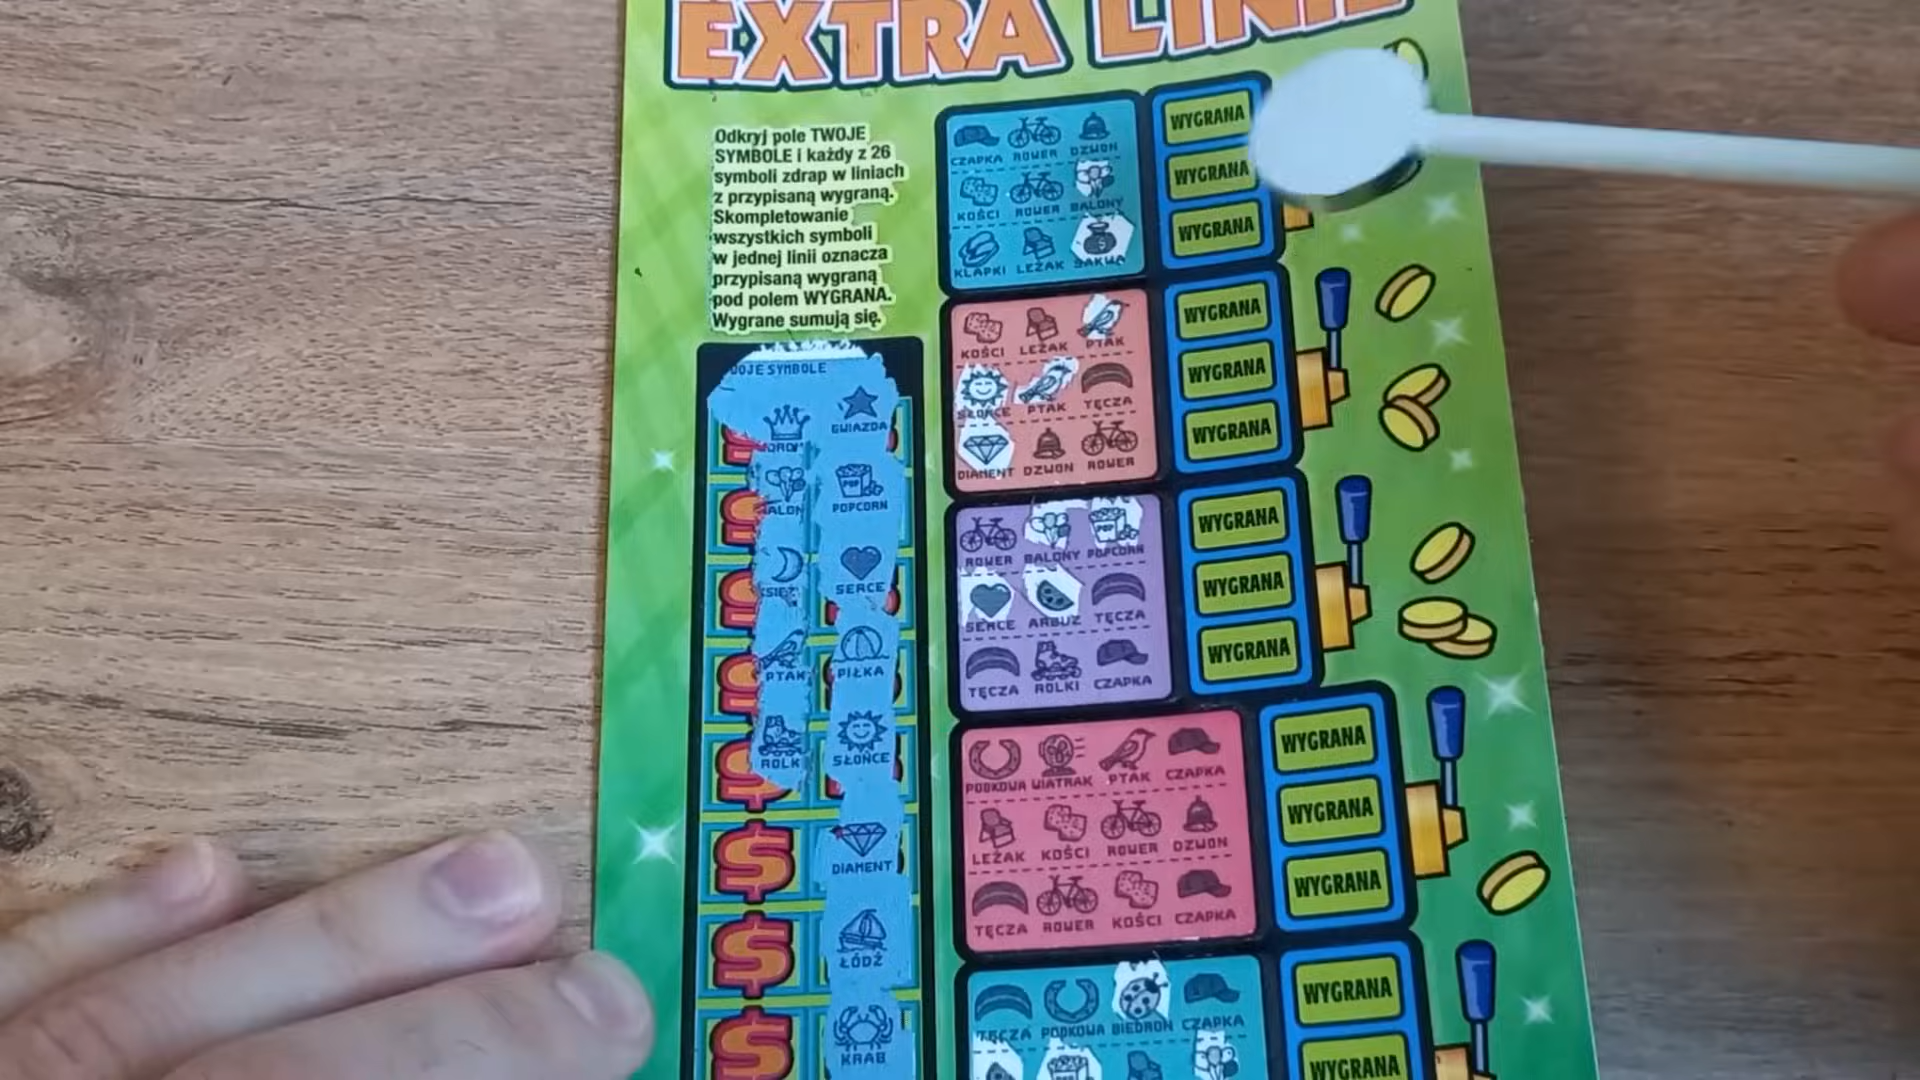 EXTRA LINIE
Odkryj pole TWOJE
SYMBOLE i każdy z 26
symboli zdrap w liniach
z przypisaną wygraną.
Skompletowanie
wszystkich symboli
w jednej linii oznacza
przypisaną wygraną
pod polem WYGRANA.
Wygrane sumują się.
OJE SYMBOLE
GWIAZDA
POPCORN
SERCE
PTAK PIŁKA
ROLK SŁOŃCE
DIAMENT
ŁÓDŹ
KRAB
CZAPKA ROWER DZWON
KOŚCI ROWER BALONY
KLAPKI LEŻAK SAKWA
WYGRANA
WYGRANA
WYGRANA
KOŚCI LEŻAK PTAK
SŁOŃCE PTAK TĘCZA
DIAMENT DZWON ROWER
WYGRANA
WYGRANA
WYGRANA
ROWER BALONY POPCORN
SERCE ARBUZ TĘCZA
TĘCZA ROLKI CZAPKA
WYGRANA
WYGRANA
WYGRANA
PODKOWA WIATRAK PTAK CZAPKA
LEŻAK KOŚCI ROWER DZWON
TĘCZA ROWER KOŚCI CZAPKA
WYGRANA
WYGRANA
WYGRANA
TĘCZA PODKOWA BIEDRON CZAPKA
POP
WYGRANA
WYGRANA